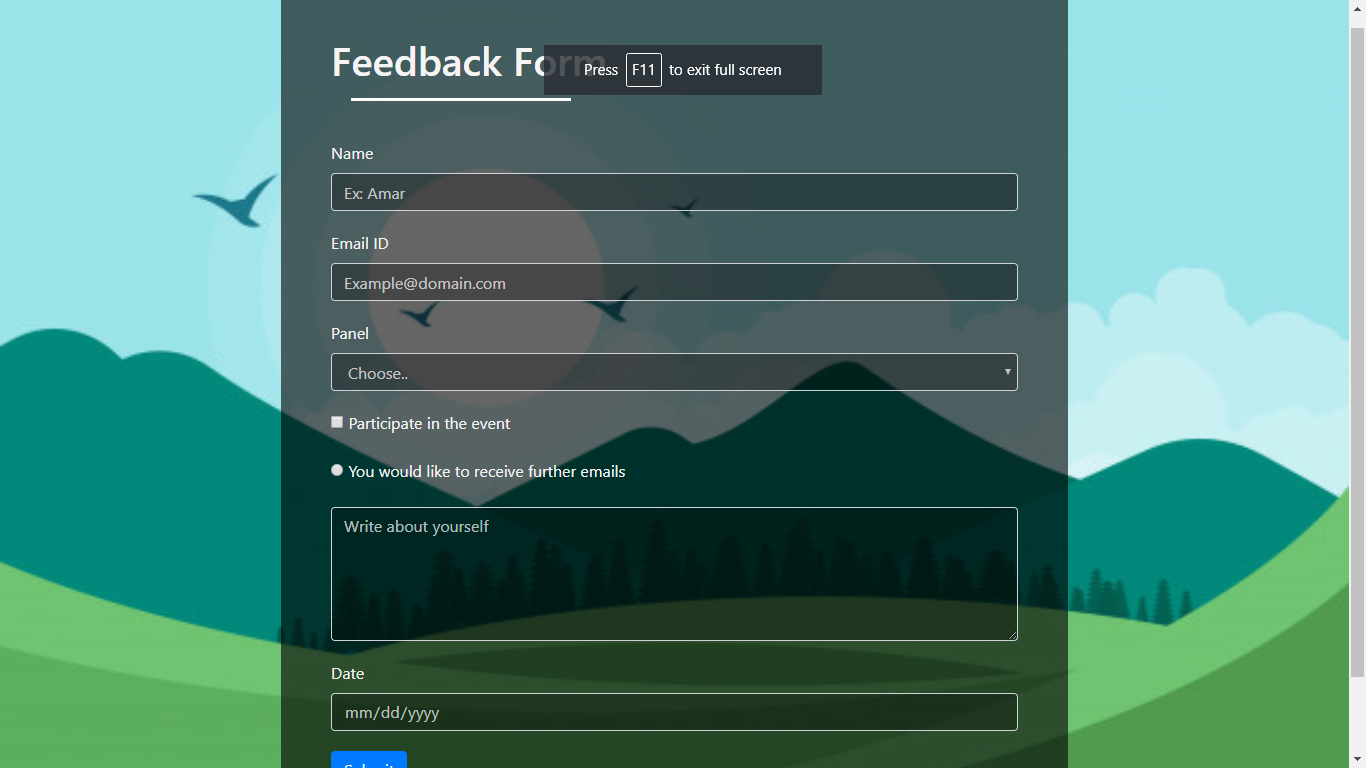 Feedback Form
Press F11 to exit full screen
Name
Ex: Amar
Email ID
Example@domain.com
Panel
Choose..
Participate in the event
You would like to receive further emails
Write about yourself
Date
mm/dd/yyyy
Submit